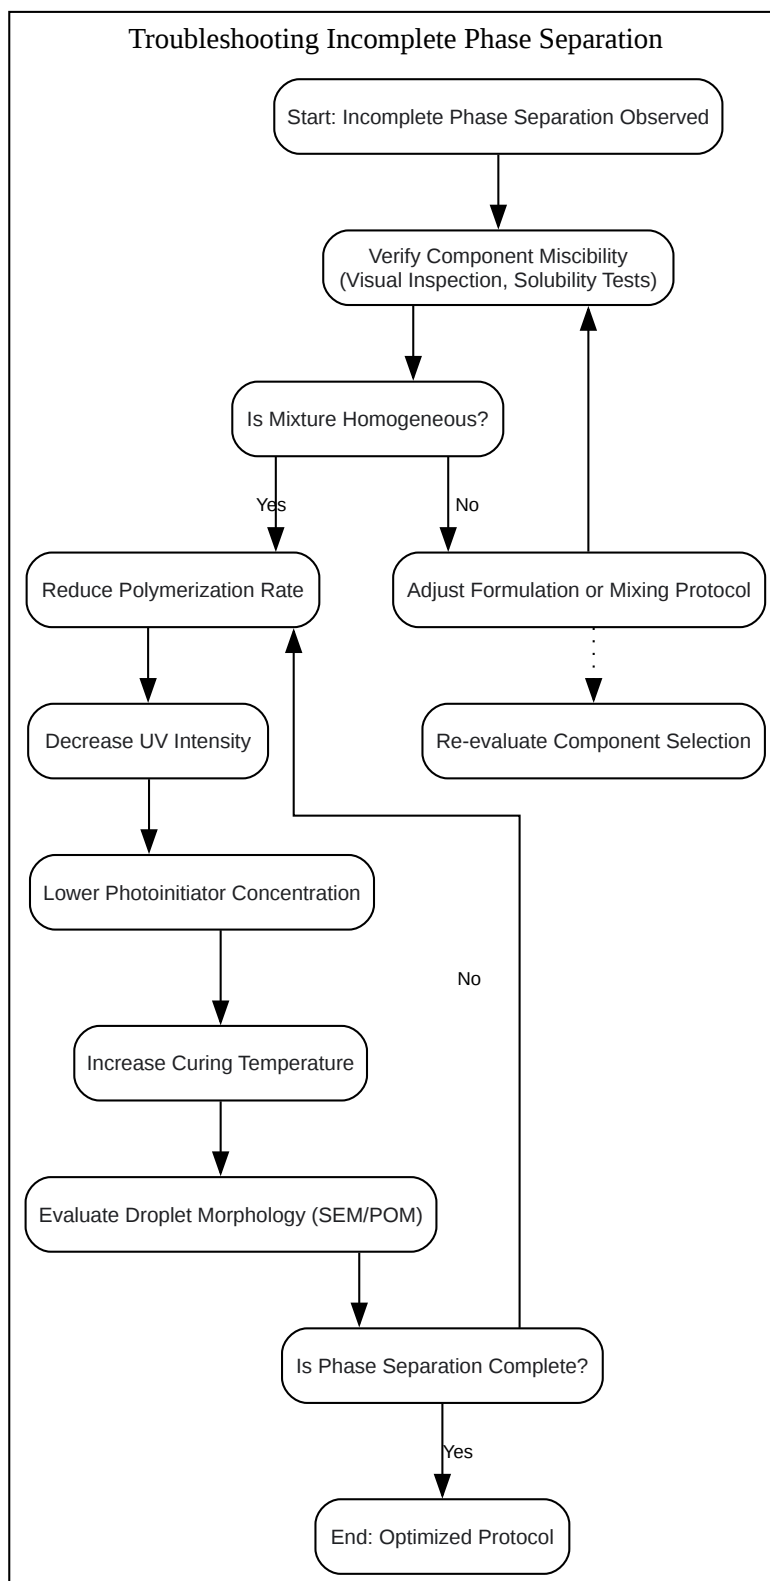 Troubleshooting Incomplete Phase Separation
Start: Incomplete Phase Separation Observed
Verify Component Miscibility
(Visual Inspection, Solubility Tests)
Is Mixture Homogeneous?
Yes
No
Reduce Polymerization Rate
Adjust Formulation or Mixing Protocol
Decrease UV Intensity
Re-evaluate Component Selection
Lower Photoinitiator Concentration
No
Increase Curing Temperature
Evaluate Droplet Morphology (SEM/POM)
Is Phase Separation Complete?
Yes
End: Optimized Protocol